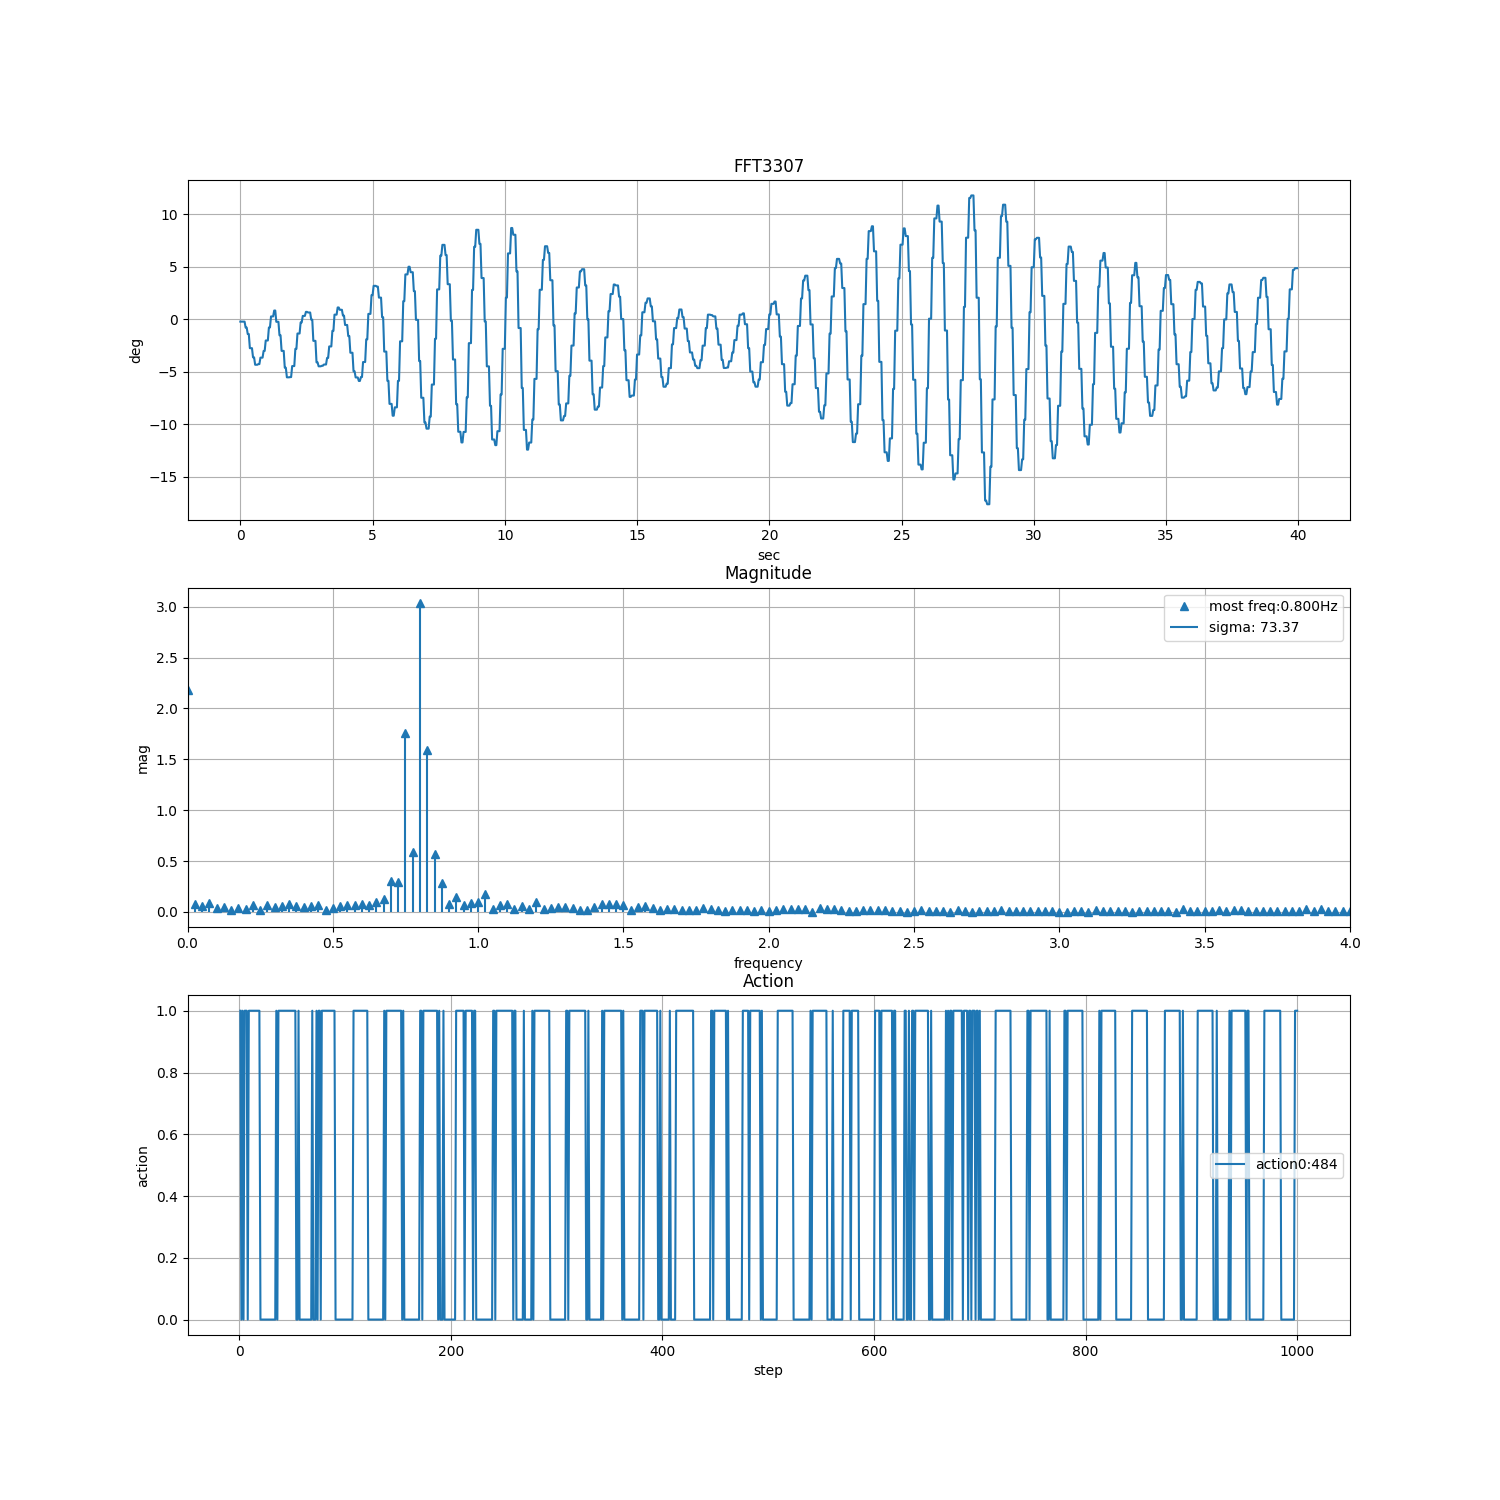 FFT3307
10
5
0
−5
−10
−15
deg
0 5 10 15 20 25 30 35 40
sec
Magnitude
3.0
2.5
2.0
1.5
1.0
0.5
0.0
mag
most freq:0.800Hz
sigma: 73.37
0.0 0.5 1.0 1.5 2.0 2.5 3.0 3.5 4.0
frequency
Action
1.0
0.8
0.6
0.4
0.2
0.0
action
action0:484
0 200 400 600 800 1000
step